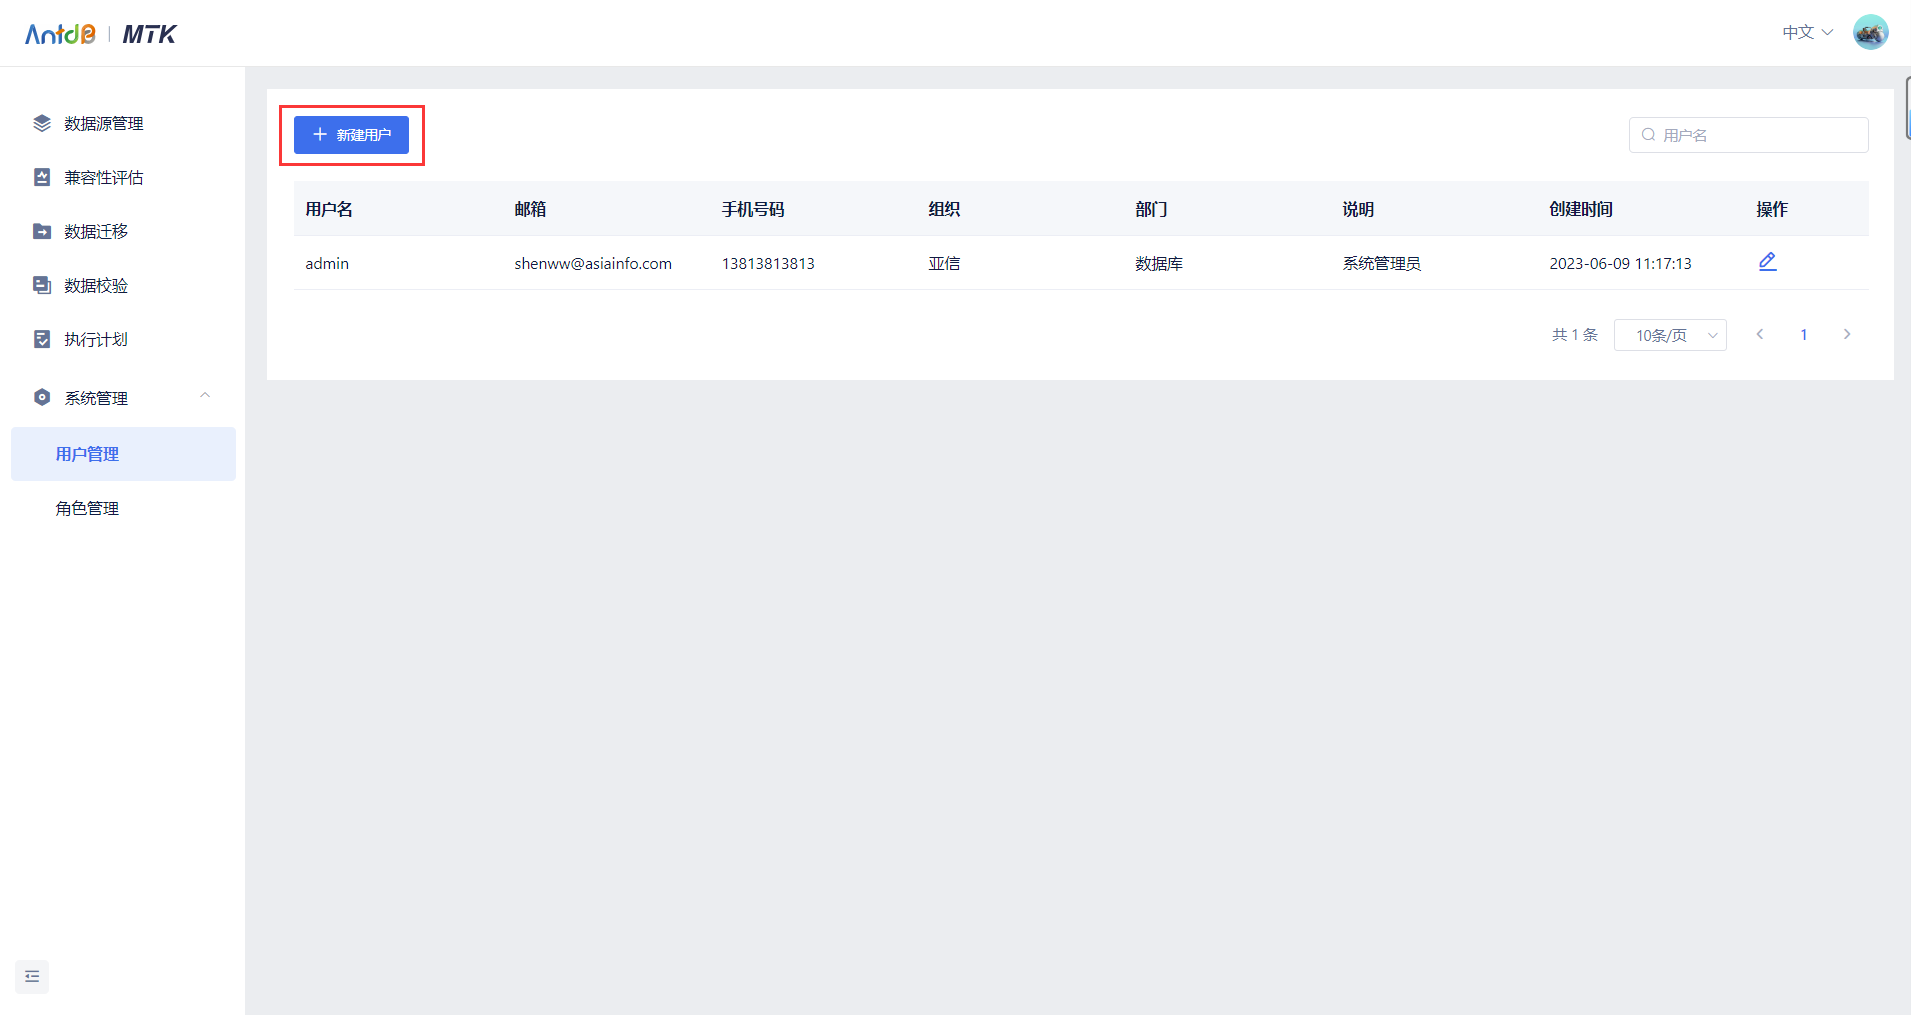 AntdB | MTK
中文
数据源管理
兼容性评估
数据迁移
数据校验
执行计划
系统管理
用户管理
角色管理
新建用户
用户名
用户名 邮箱 手机号码 组织 部门 说明 创建时间 操作
admin shenww@asiainfo.com 13813813813 亚信 数据库 系统管理员 2023-06-09 11:17:13
共 1 条 10条/页 1